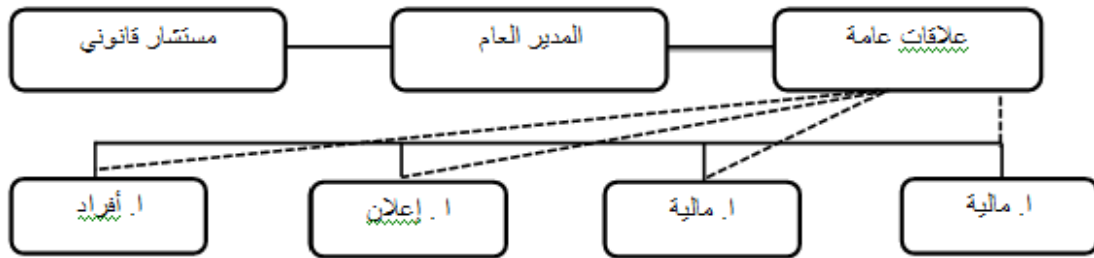 علاقات عامة
المدير العام
مستشار قانوني
ا. مالية
ا. مالية
ا. إعلان
ا. أفراد